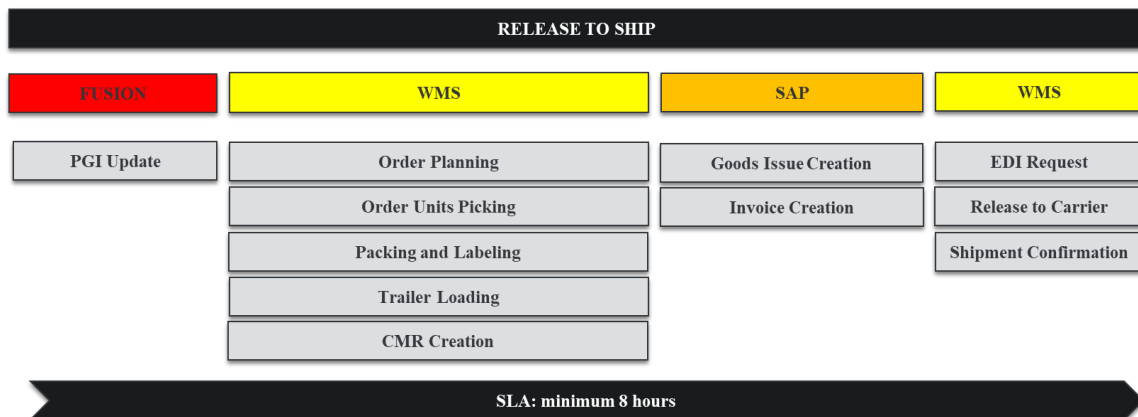 RELEASE TO SHIP
FUSION
WMS
SAP
WMS
PGI Update
Order Planning
Goods Issue Creation
EDI Request
Order Units Picking
Invoice Creation
Release to Carrier
Packing and Labeling
Shipment Confirmation
Trailer Loading
CMR Creation
SLA: minimum 8 hours